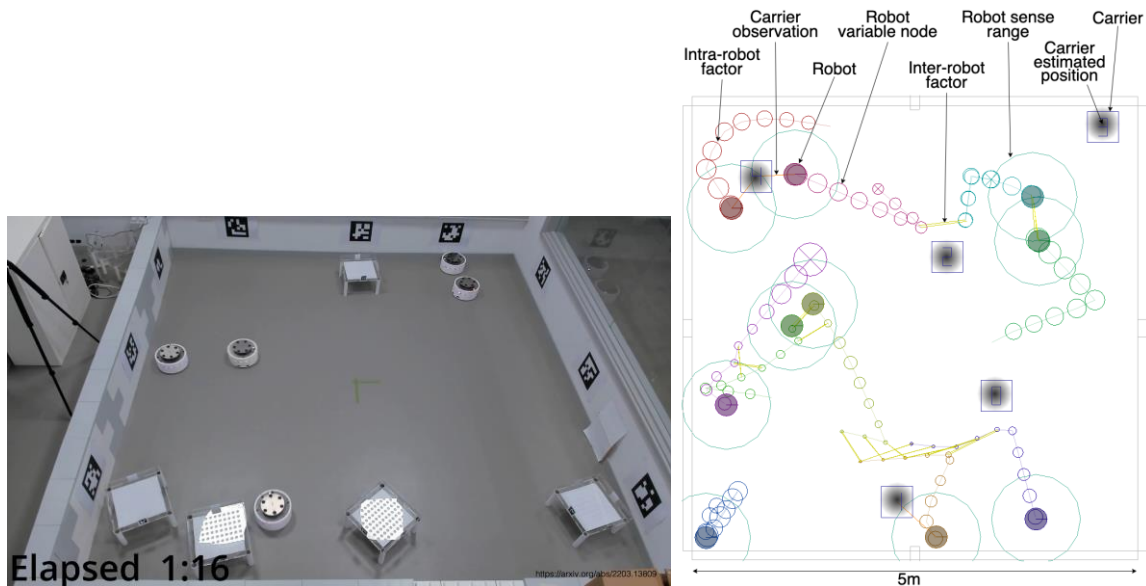 Carrier
observation
Robot
variable node
Robot sense
range
Carrier
Intra-robot
factor
Robot
Inter-robot
factor
Carrier
estimated
position
Elapsed 1:16
https://arxiv.org/abs/2203.13809
5m